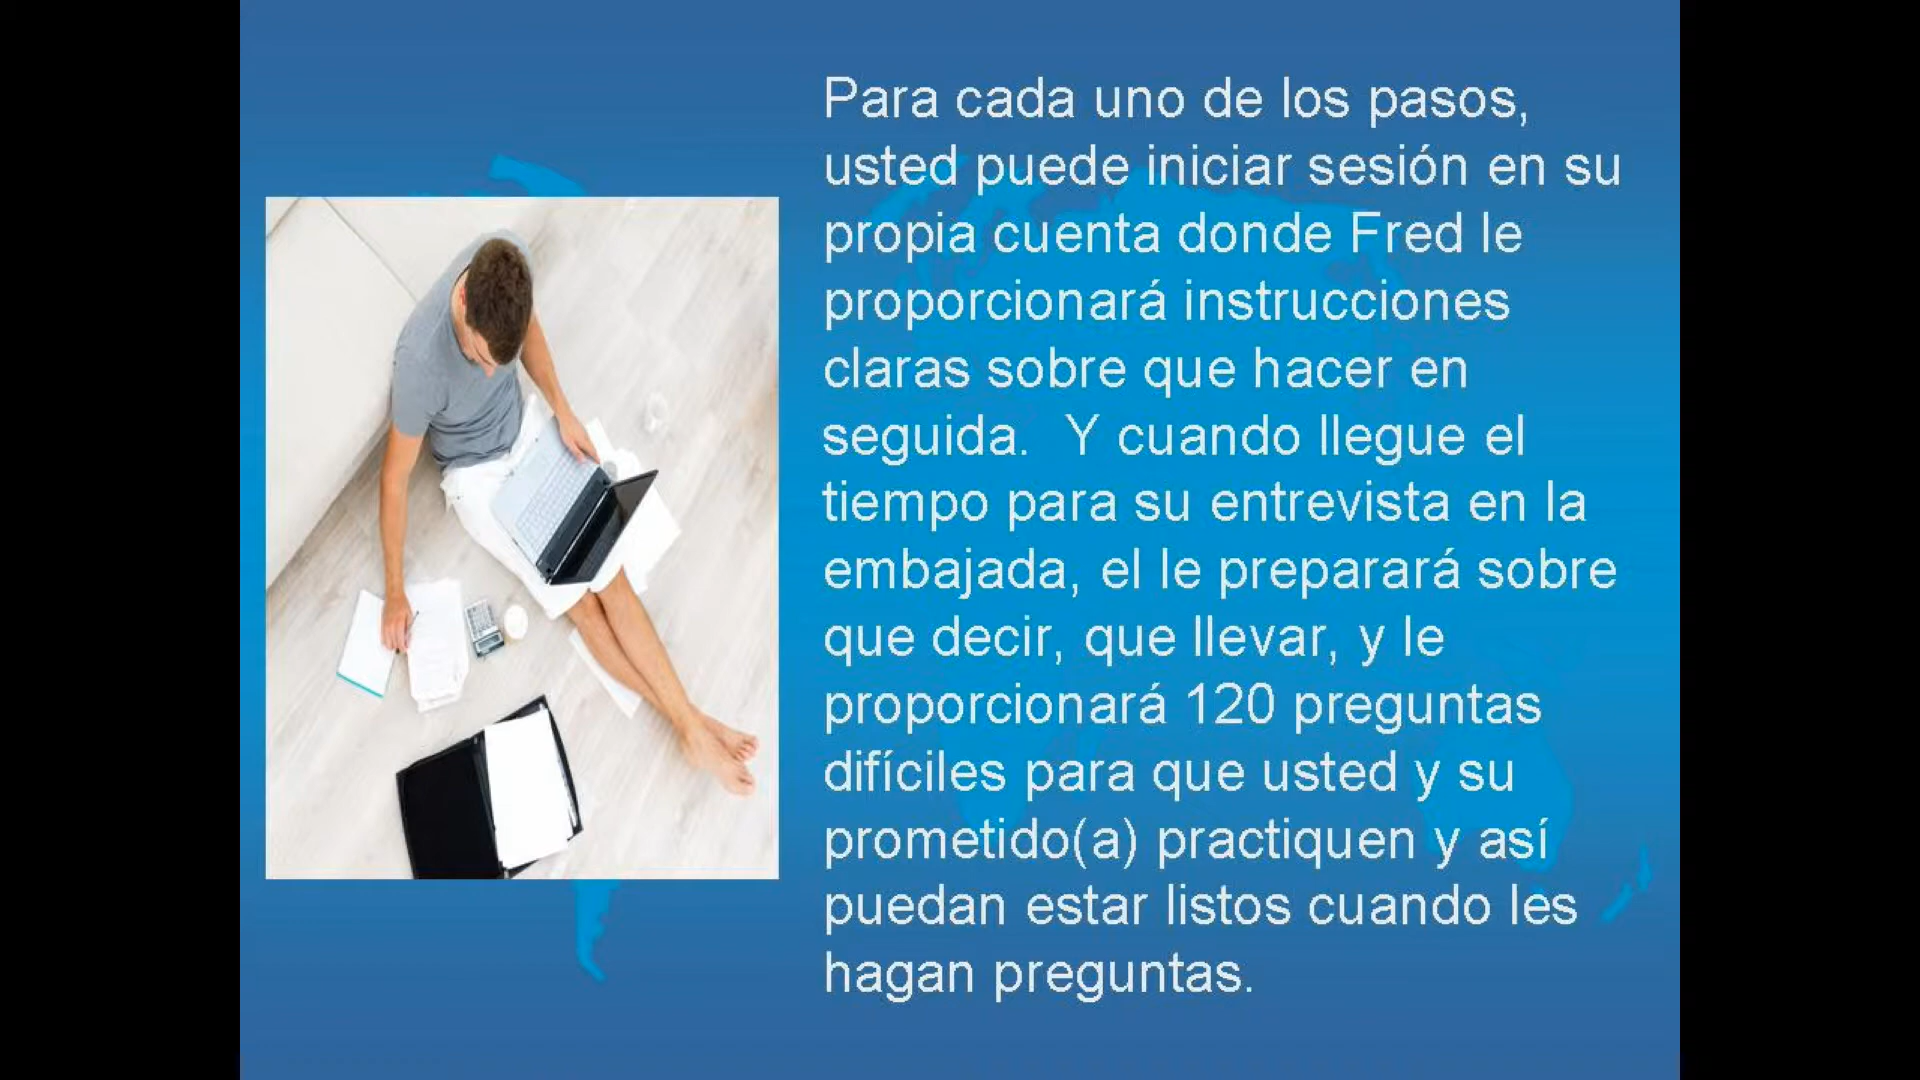 Para cada uno de los pasos,
usted puede iniciar sesión en su
propia cuenta donde Fred le
proporcionará instrucciones
claras sobre que hacer en
seguida.  Y cuando llegue el
tiempo para su entrevista en la
embajada, el le preparará sobre
que decir, que llevar, y le
proporcionará 120 preguntas
difíciles para que usted y su
prometido(a) practiquen y así
puedan estar listos cuando les
hagan preguntas.